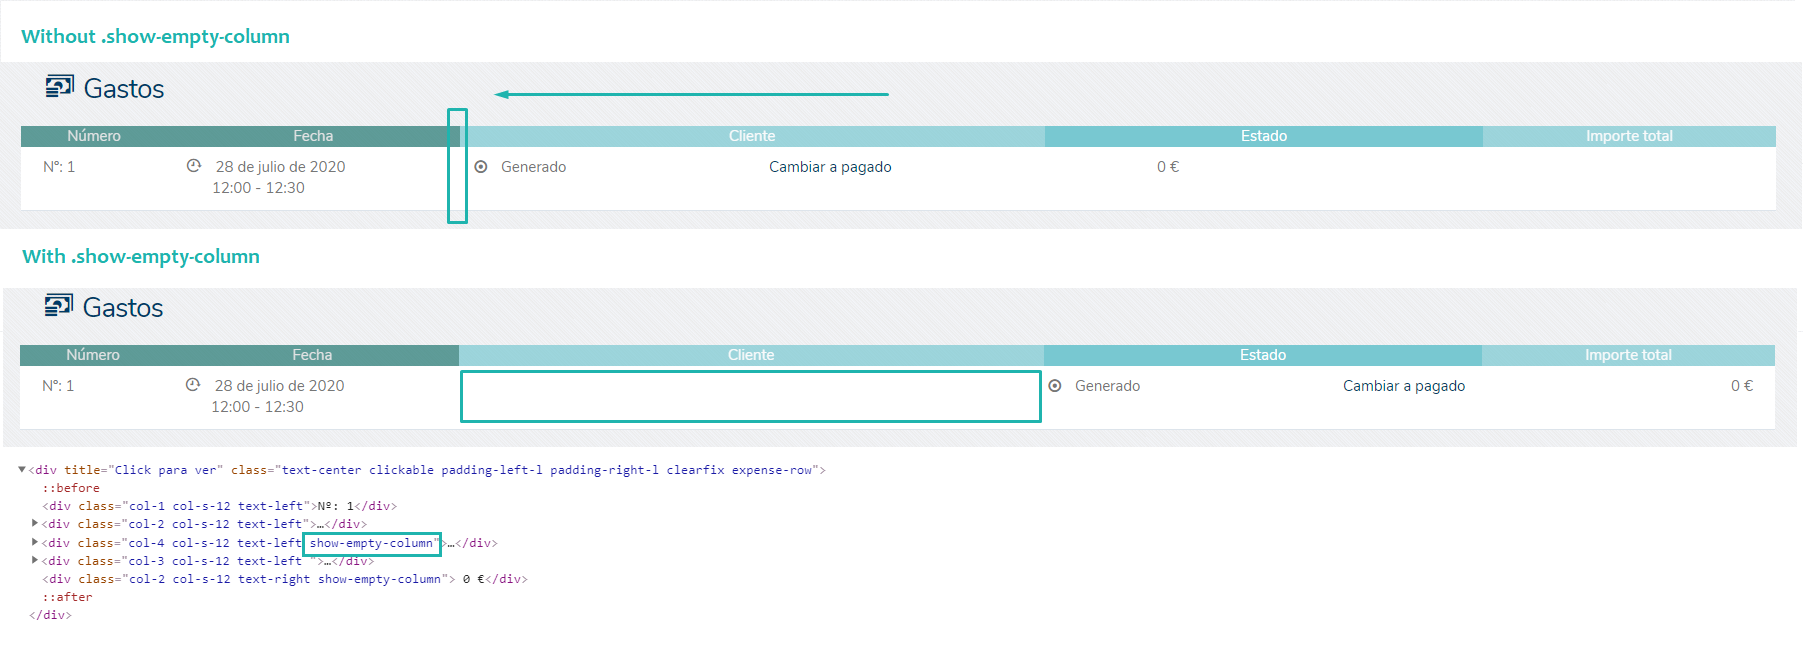 Without .show-empty-column
Gastos
Número Fecha Cliente Estado Importe total
Nº: 1 28 de julio de 2020 Generado Cambiar a pagado 0 €
12:00 - 12:30
With .show-empty-column
Gastos
Número Fecha Cliente Estado Importe total
Nº: 1 28 de julio de 2020 Generado Cambiar a pagado 0 €
12:00 - 12:30
<div title="Click para ver" class="text-center clickable padding-left-l padding-right-l clearfix expense-row">
::before
<div class="col-1 col-s-12 text-left">Nº: 1</div>
<div class="col-2 col-s-12 text-left">…</div>
<div class="col-4 col-s-12 text-left show-empty-column">…</div>
<div class="col-3 col-s-12 text-left ">…</div>
<div class="col-2 col-s-12 text-right show-empty-column"> 0 €</div>
::after
</div>